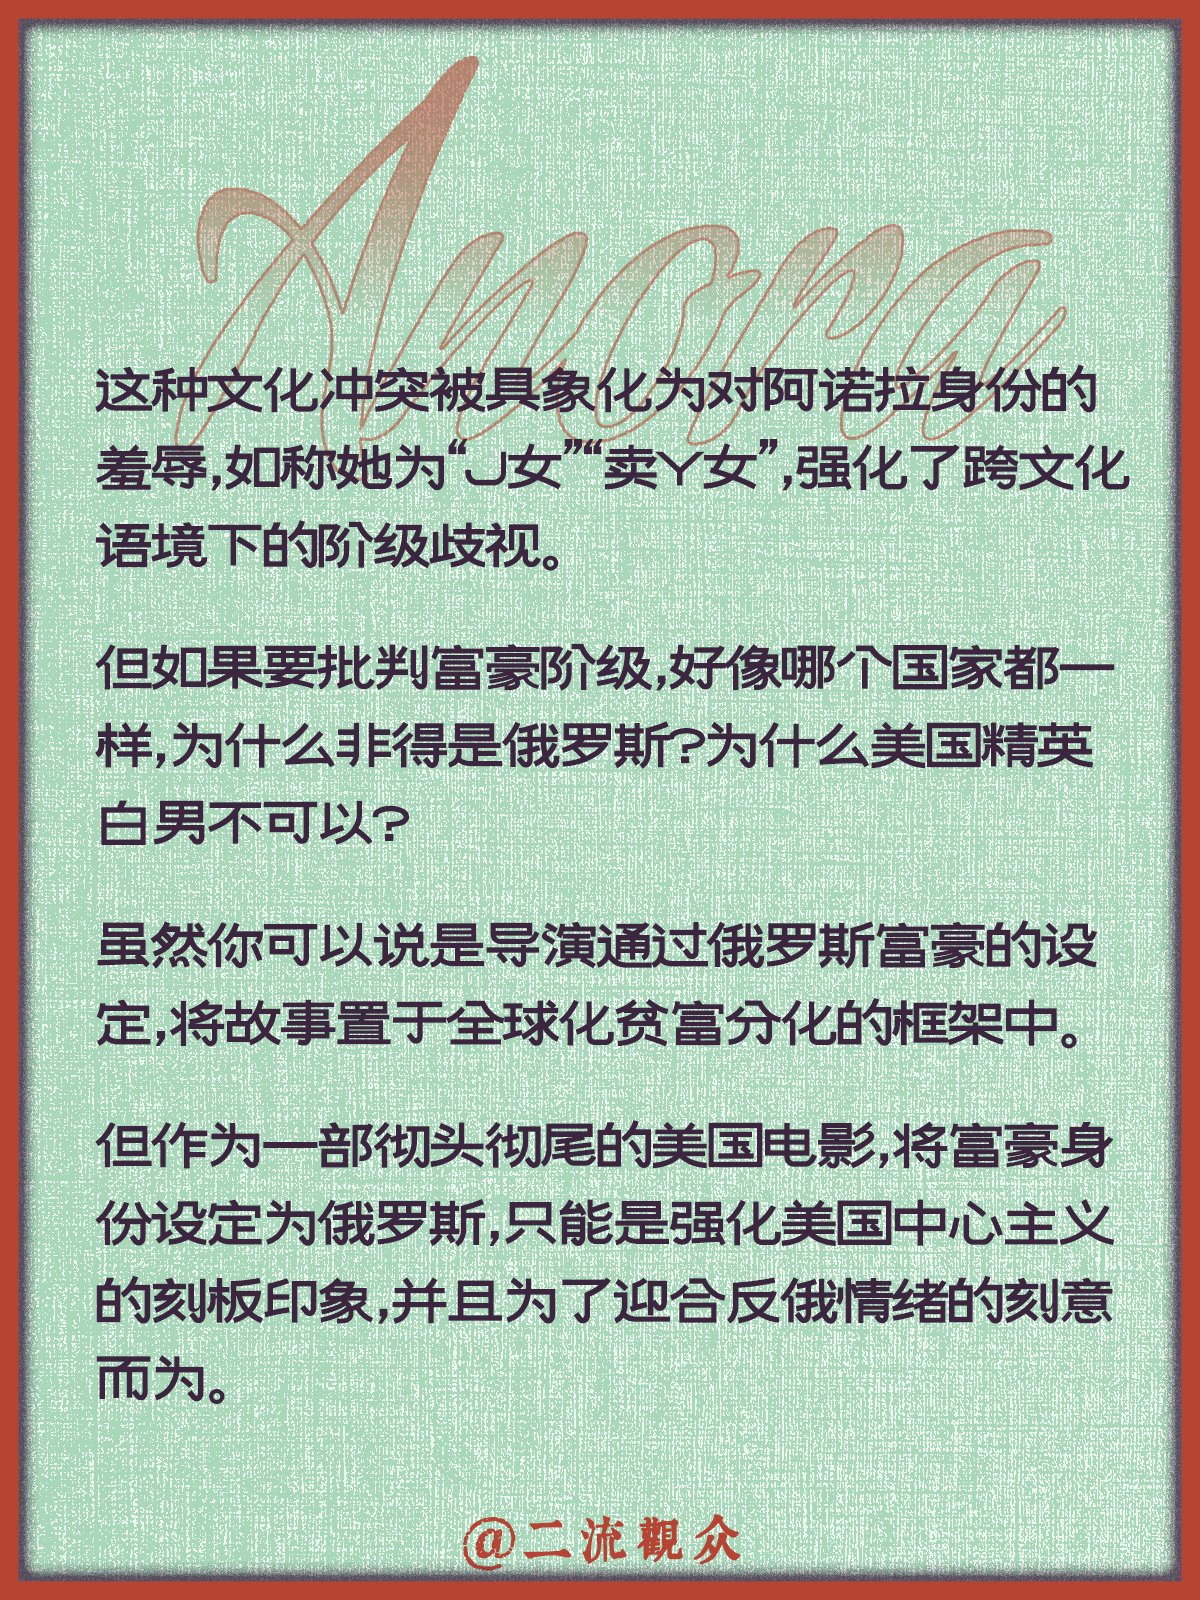 Anora
这种文化冲突被具象化为对阿诺拉身份的
羞辱,如称她为“J女”“卖丫女”,强化了跨文化
语境下的阶级歧视。
但如果要批判富豪阶级,好像哪个国家都一
样,为什么非得是俄罗斯?为什么美国精英
白男不可以?
虽然你可以说是导演通过俄罗斯富豪的设
定,将故事置于全球化贫富分化的框架中。
但作为一部彻头彻尾的美国电影,将富豪身
份设定为俄罗斯,只能是强化美国中心主义
的刻板印象,并且为了迎合反俄情绪的刻意
而为。
@二流觀众